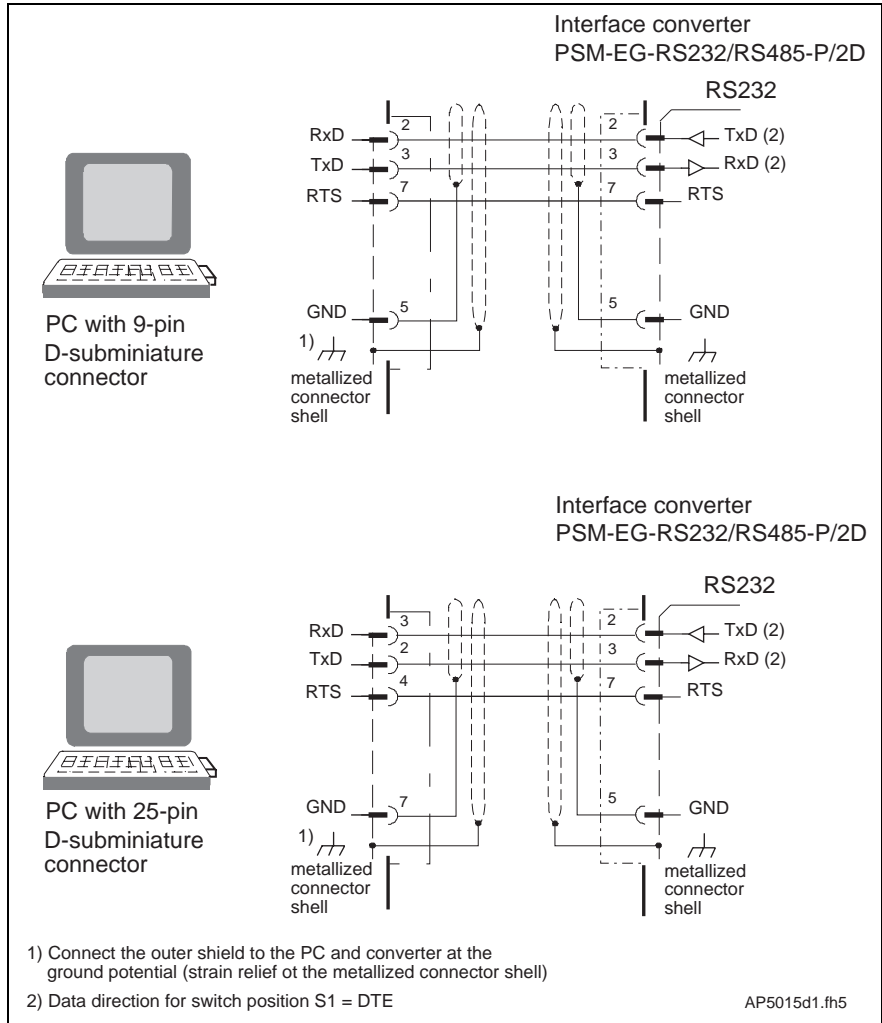 Interface converter
PSM-EG-RS232/RS485-P/2D
RS232
RxD 2 2 TxD (2)
TxD 3 3 RxD (2)
RTS 7 7 RTS
GND 5 5 GND
1)
PC with 9-pin
D-subminiature
connector
metallized
connector
shell
metallized
connector
shell
Interface converter
PSM-EG-RS232/RS485-P/2D
RS232
RxD 3 2 TxD (2)
TxD 2 3 RxD (2)
RTS 4 7 RTS
GND 7 5 GND
1)
PC with 25-pin
D-subminiature
connector
metallized
connector
shell
metallized
connector
shell
1) Connect the outer shield to the PC and converter at the
ground potential (strain relief ot the metallized connector shell)
2) Data direction for switch position S1 = DTE
AP5015d1.fh5